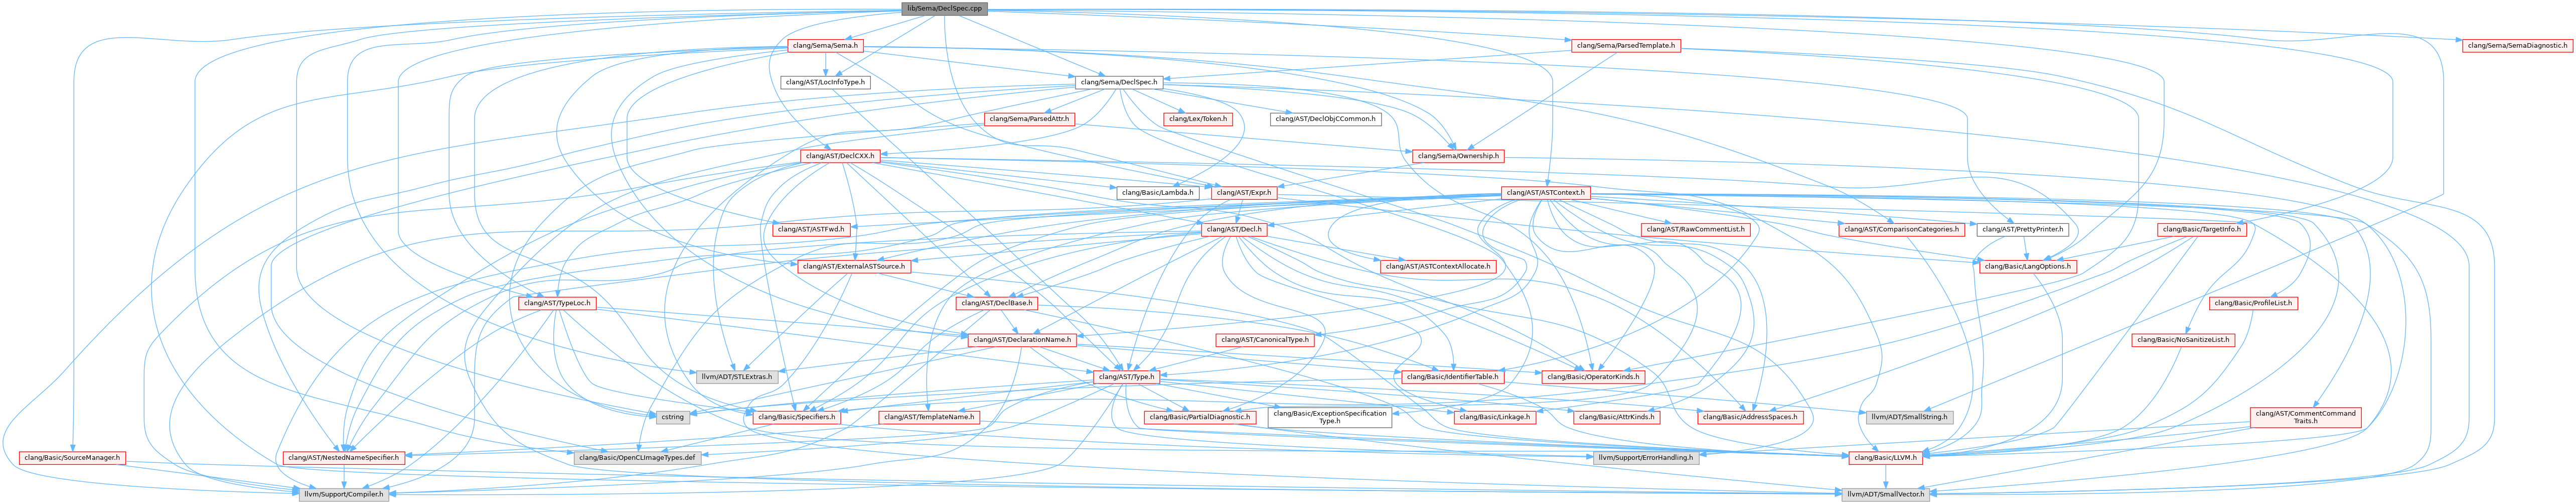 lib/Sema/DeclSpec.cpp
clang/Sema/Sema.h
clang/Sema/ParsedTemplate.h
clang/Sema/SemaDiagnostic.h
clang/AST/LocInfoType.h
clang/Sema/DeclSpec.h
clang/Sema/ParsedAttr.h
clang/Lex/Token.h
clang/AST/DeclObjCCommon.h
clang/AST/DeclCXX.h
clang/Sema/Ownership.h
clang/Basic/Lambda.h
clang/AST/Expr.h
clang/AST/ASTContext.h
clang/AST/ASTFwd.h
clang/AST/Decl.h
clang/AST/RawCommentList.h
clang/AST/ComparisonCategories.h
clang/AST/PrettyPrinter.h
clang/Basic/TargetInfo.h
clang/AST/ExternalASTSource.h
clang/AST/ASTContextAllocate.h
clang/Basic/LangOptions.h
clang/AST/TypeLoc.h
clang/AST/DeclBase.h
clang/Basic/ProfileList.h
clang/AST/DeclarationName.h
clang/AST/CanonicalType.h
clang/Basic/NoSanitizeList.h
llvm/ADT/STLExtras.h
clang/AST/Type.h
clang/Basic/IdentifierTable.h
clang/Basic/OperatorKinds.h
cstring
clang/Basic/Specifiers.h
clang/AST/TemplateName.h
clang/Basic/PartialDiagnostic.h
clang/Basic/ExceptionSpecification
Type.h
clang/Basic/Linkage.h
clang/Basic/AttrKinds.h
clang/Basic/AddressSpaces.h
llvm/ADT/SmallString.h
clang/AST/CommentCommand
Traits.h
clang/Basic/SourceManager.h
clang/AST/NestedNameSpecifier.h
clang/Basic/OpenCLImageTypes.def
llvm/Support/ErrorHandling.h
clang/Basic/LLVM.h
llvm/Support/Compiler.h
llvm/ADT/SmallVector.h